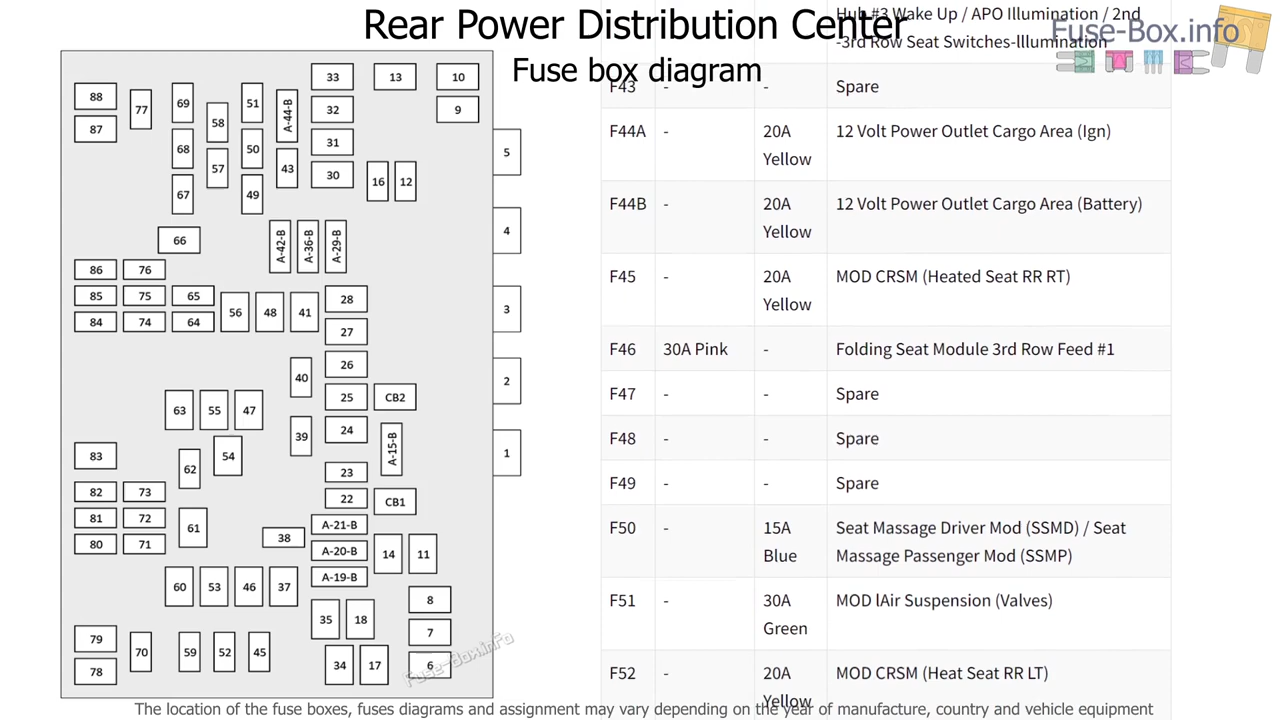 Rear Power Distribution Center
Fuse box diagram
Fuse-Box.info
88
87
77
69
68
67
58
57
51
50
49
A-44-B
43
33
32
31
30
13
10
9
16
12
5
4
3
2
1
66
A-42-B
A-36-B
A-29-B
86
76
85
75
65
84
74
64
56
48
41
28
27
26
25
24
23
22
40
39
CB2
A-15-B
CB1
63
55
47
54
83
62
82
73
81
72
80
71
61
38
A-21-B
A-20-B
A-19-B
14
11
60
53
46
37
35
18
8
7
6
79
78
70
59
52
45
34
17
Fuse-Box.info
Hub #3 Wake Up / APO Illumination / 2nd
-3rd Row Seat Switches-lllumination
F43 - - Spare
F44A - 20A 12 Volt Power Outlet Cargo Area (Ign)
Yellow
F44B - 20A 12 Volt Power Outlet Cargo Area (Battery)
Yellow
F45 - 20A MOD CRSM (Heated Seat RR RT)
Yellow
F46 30A Pink - Folding Seat Module 3rd Row Feed #1
F47 - - Spare
F48 - - Spare
F49 - - Spare
F50 - 15A Seat Massage Driver Mod (SSMD) / Seat
Blue Massage Passenger Mod (SSMP)
F51 - 30A MOD lAir Suspension (Valves)
Green
F52 - 20A MOD CRSM (Heat Seat RR LT)
Yellow
The location of the fuse boxes, fuses diagrams and assignment may vary depending on the year of manufacture, country and vehicle equipment